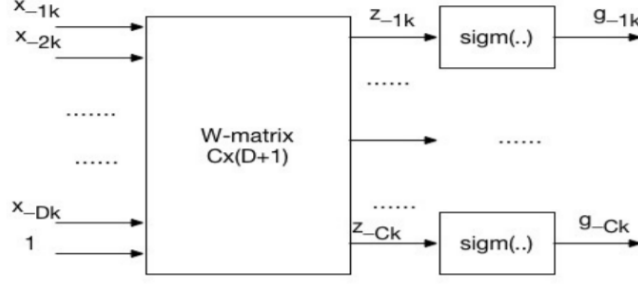 x_1k
x_2k
.......
......
x_Dk
1
W-matrix
Cx(D+1)
z_1k
......
......
z_Ck
sigm(..)
g_1k
......
sigm(..)
g_Ck